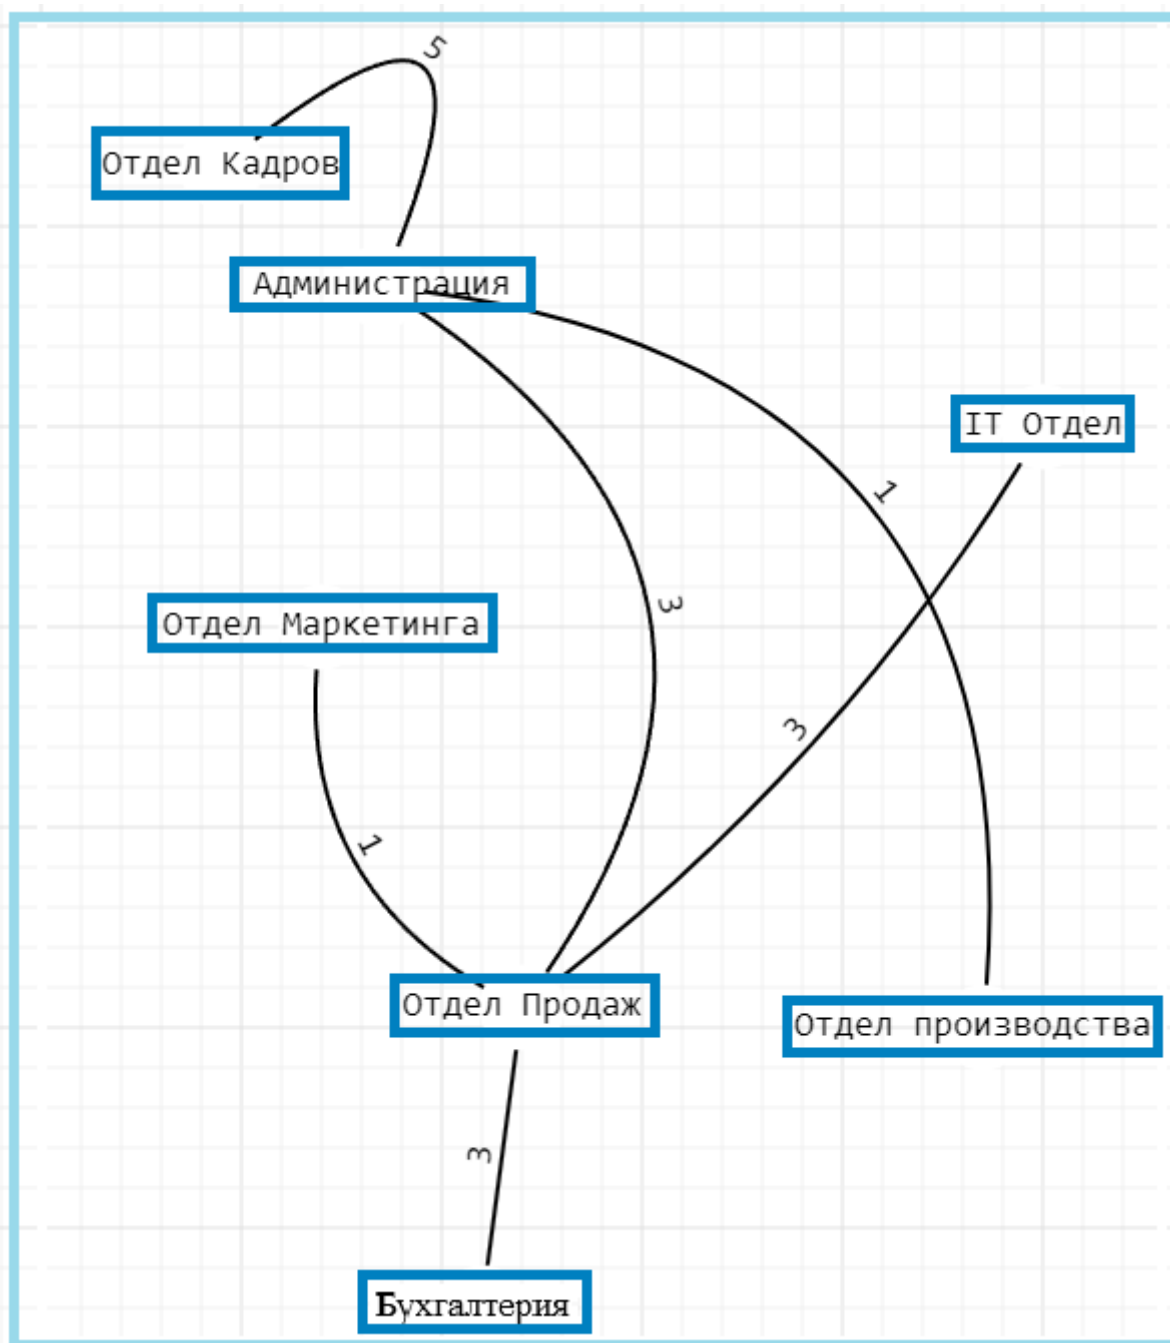 5
Отдел Кадров
Администрация
IT Отдел
1
3
Отдел Маркетинга
3
1
Отдел Продаж
Отдел производства
3
Бухгалтерия